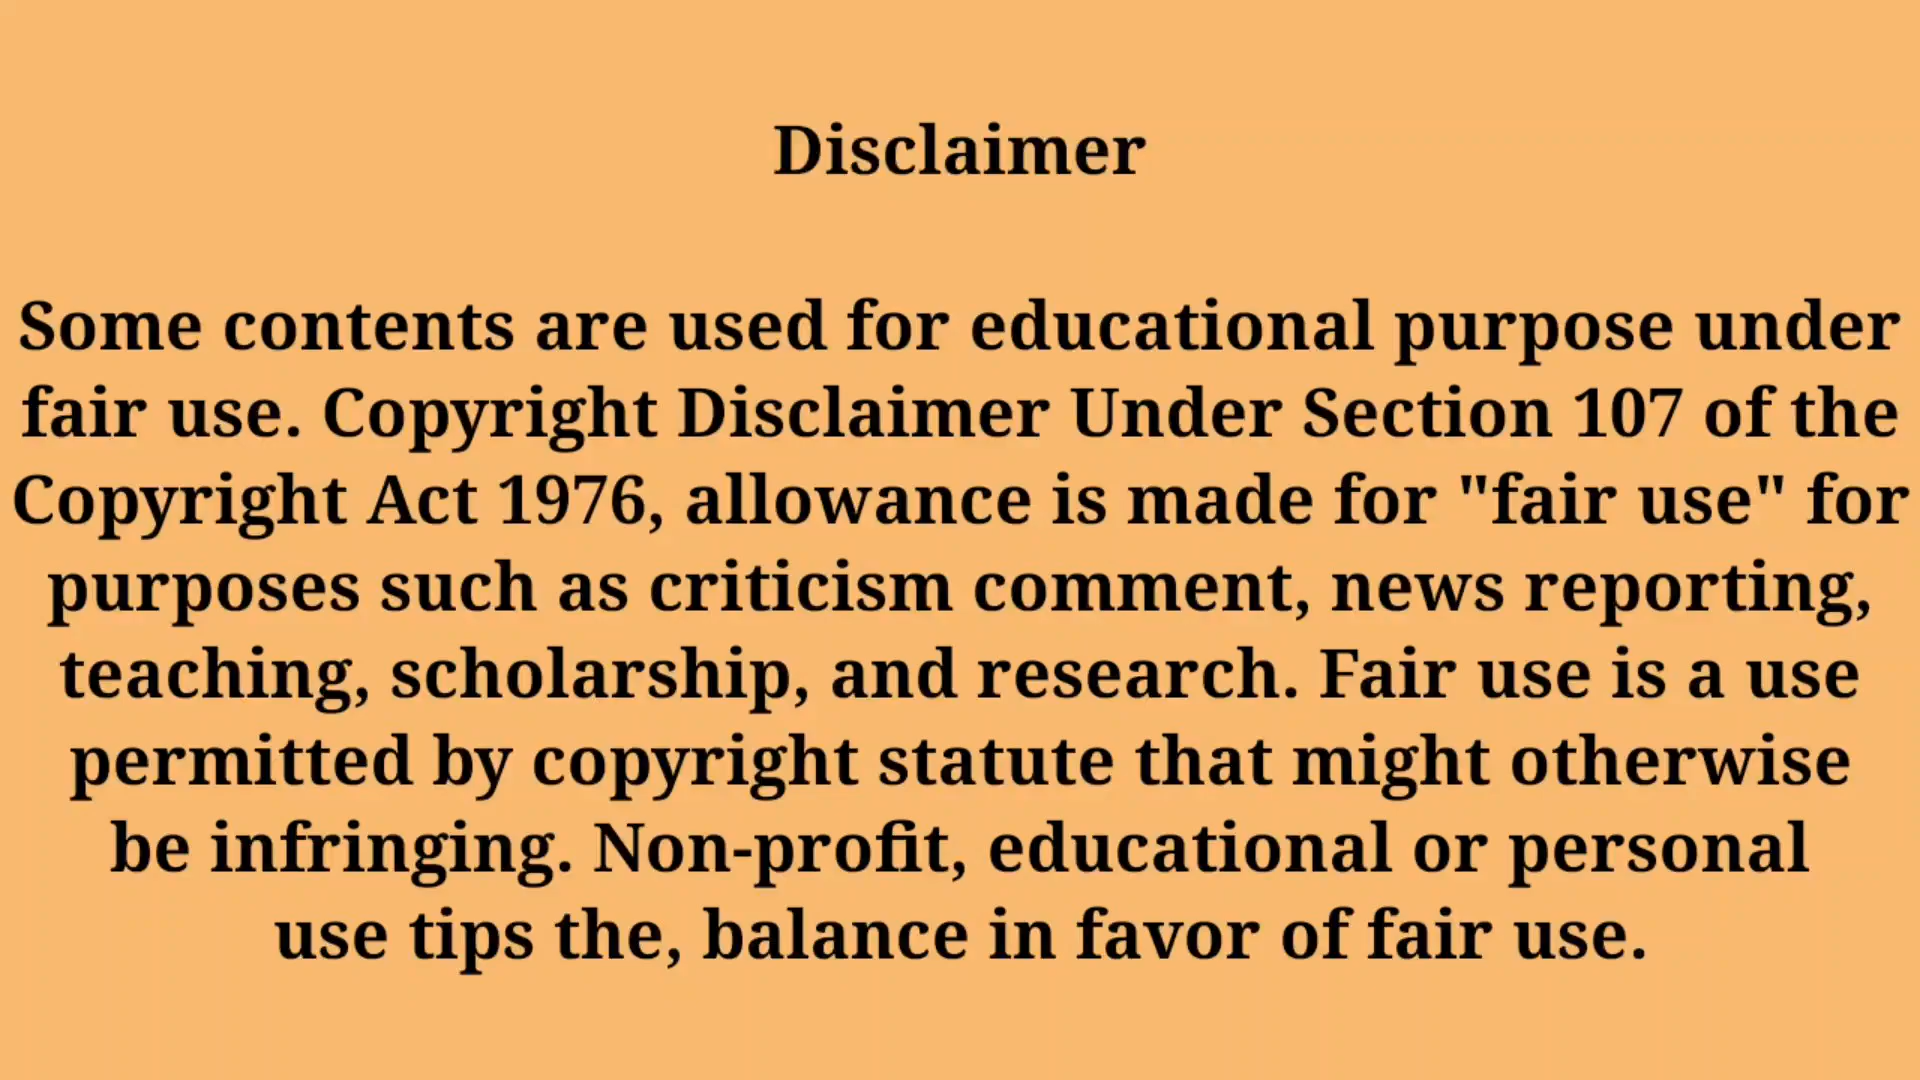 Disclaimer
Some contents are used for educational purpose under
fair use. Copyright Disclaimer Under Section 107 of the
Copyright Act 1976, allowance is made for "fair use" for
purposes such as criticism comment, news reporting,
teaching, scholarship, and research. Fair use is a use
permitted by copyright statute that might otherwise
be infringing. Non-profit, educational or personal
use tips the, balance in favor of fair use.